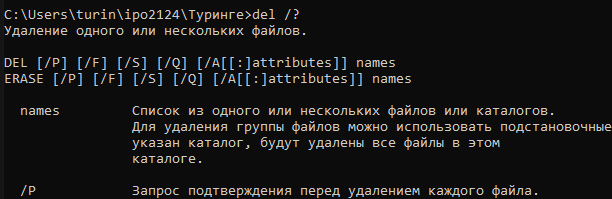 C:\Users\turin\ipo2124\Туринге>del /?
Удаление одного или нескольких файлов.
DEL [/P] [/F] [/S] [/Q] [/A[[:]attributes]] names
ERASE [/P] [/F] [/S] [/Q] [/A[[:]attributes]] names
names Список из одного или нескольких файлов или каталогов.
Для удаления группы файлов можно использовать подстановочные
указан каталог, будут удалены все файлы в этом
каталоге.
/P Запрос подтверждения перед удалением каждого файла.